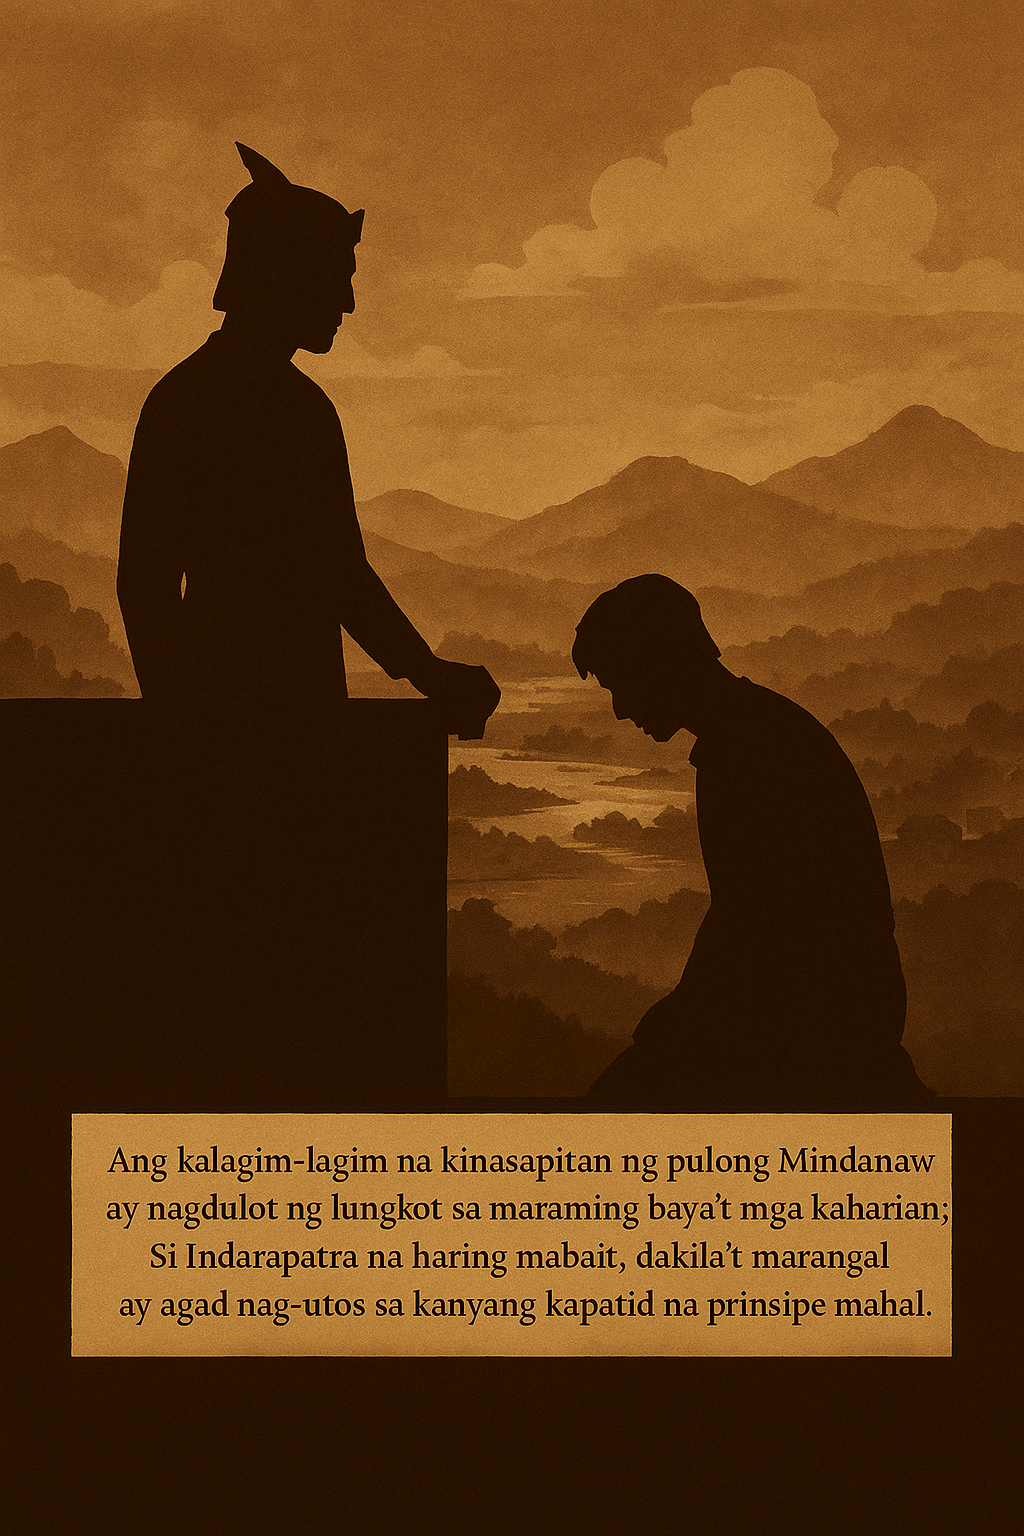 Ang kalagim-lagim na kinasapitan ng pulong Mindanaw
ay nagdulot ng lungkot sa maraming baya’t mga kaharian;
Si Indarapatra na haring mabait, dakila’t marangal
ay agad nag-utos sa kanyang kapatid na prinsipe mahal.